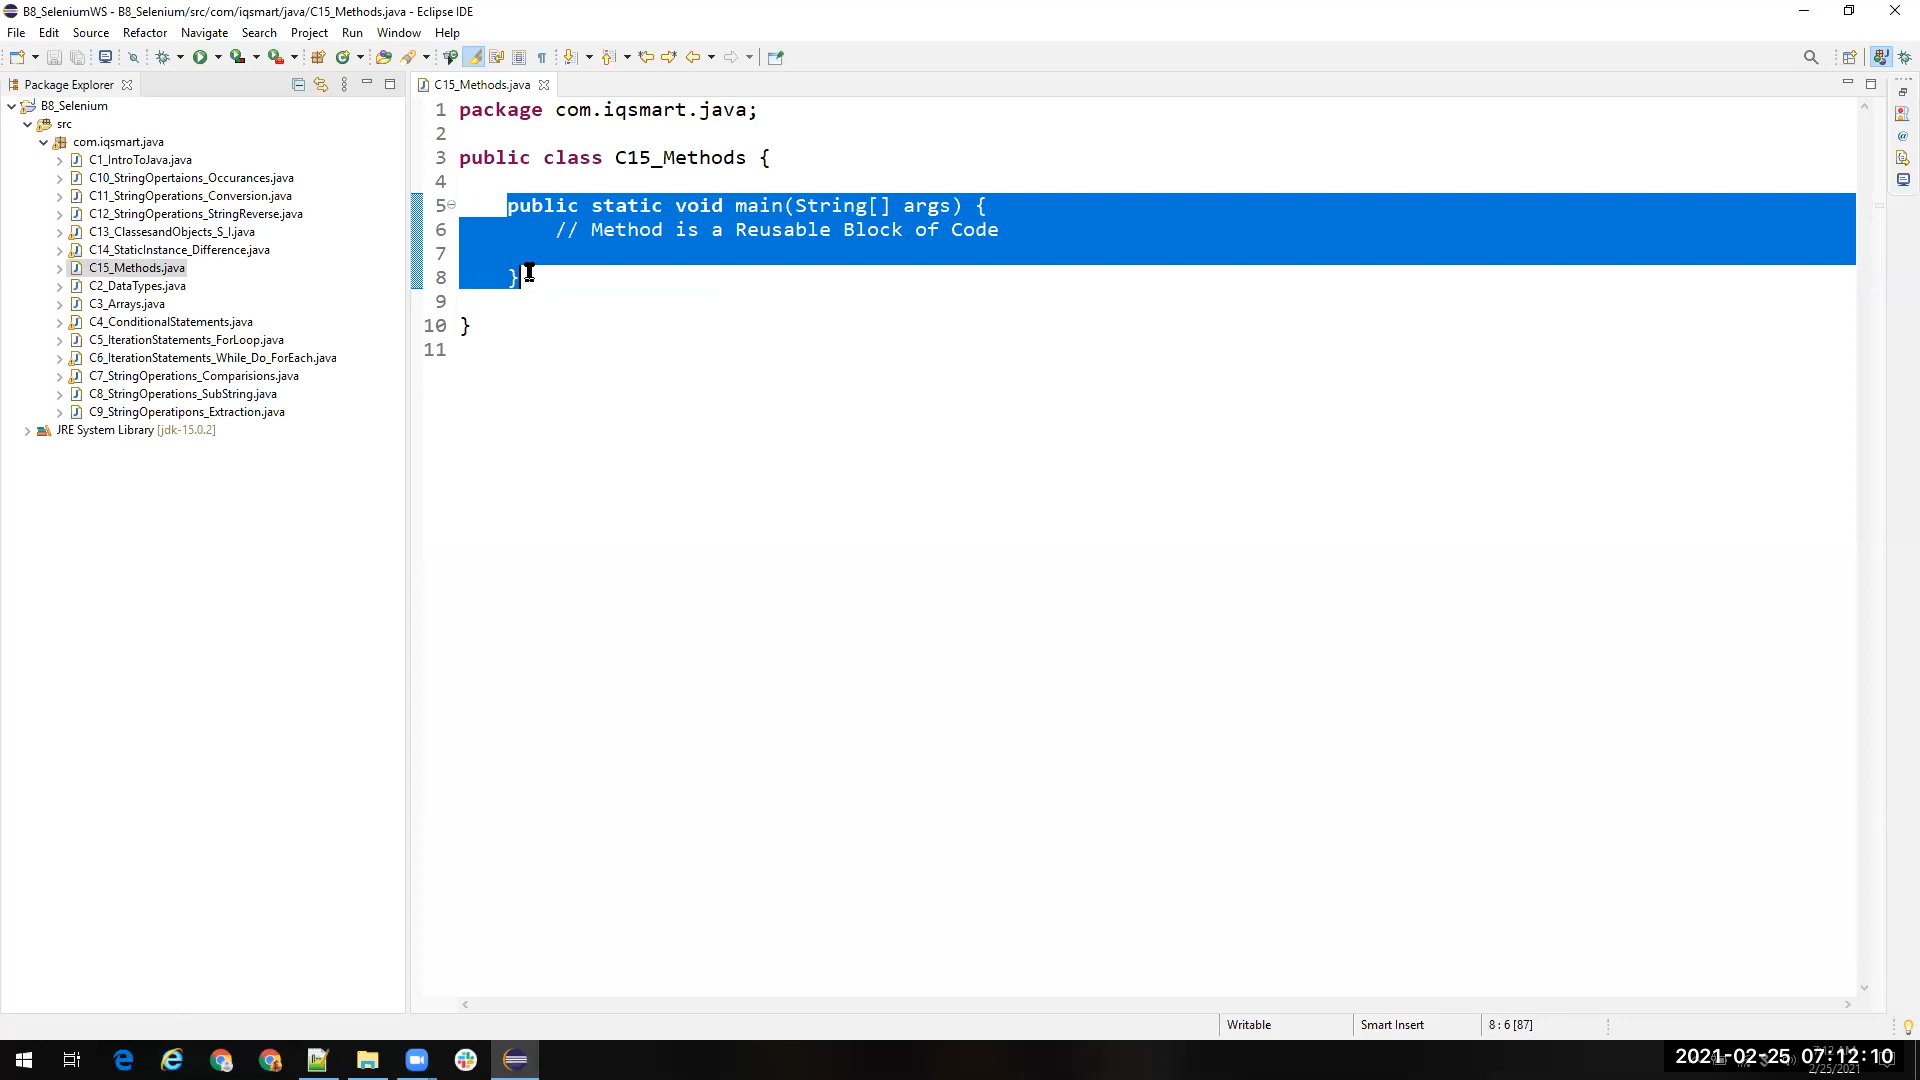 B8_SeleniumWS - B8_Selenium/src/com/iqsmart/java/C15_Methods.java - Eclipse IDE
File Edit Source Refactor Navigate Search Project Run Window Help
Package Explorer
B8_Selenium
src
com.iqsmart.java
C1_IntroToJava.java
C10_StringOpertaions_Occurances.java
C11_StringOperations_Conversion.java
C12_StringOperations_StringReverse.java
C13_ClassesandObjects_S_I.java
C14_StaticInstance_Difference.java
C15_Methods.java
C2_DataTypes.java
C3_Arrays.java
C4_ConditionalStatements.java
C5_IterationStatements_ForLoop.java
C6_IterationStatements_While_Do_ForEach.java
C7_StringOperations_Comparisions.java
C8_StringOperations_SubString.java
C9_StringOperatipons_Extraction.java
JRE System Library [jdk-15.0.2]
C15_Methods.java
1 package com.iqsmart.java;
2
3 public class C15_Methods {
4
5 public static void main(String[] args) {
6 // Method is a Reusable Block of Code
7
8 }
9
10 }
11
Writable Smart Insert 8 : 6 [87]
2021-02-25 07:12:10
2/25/2021